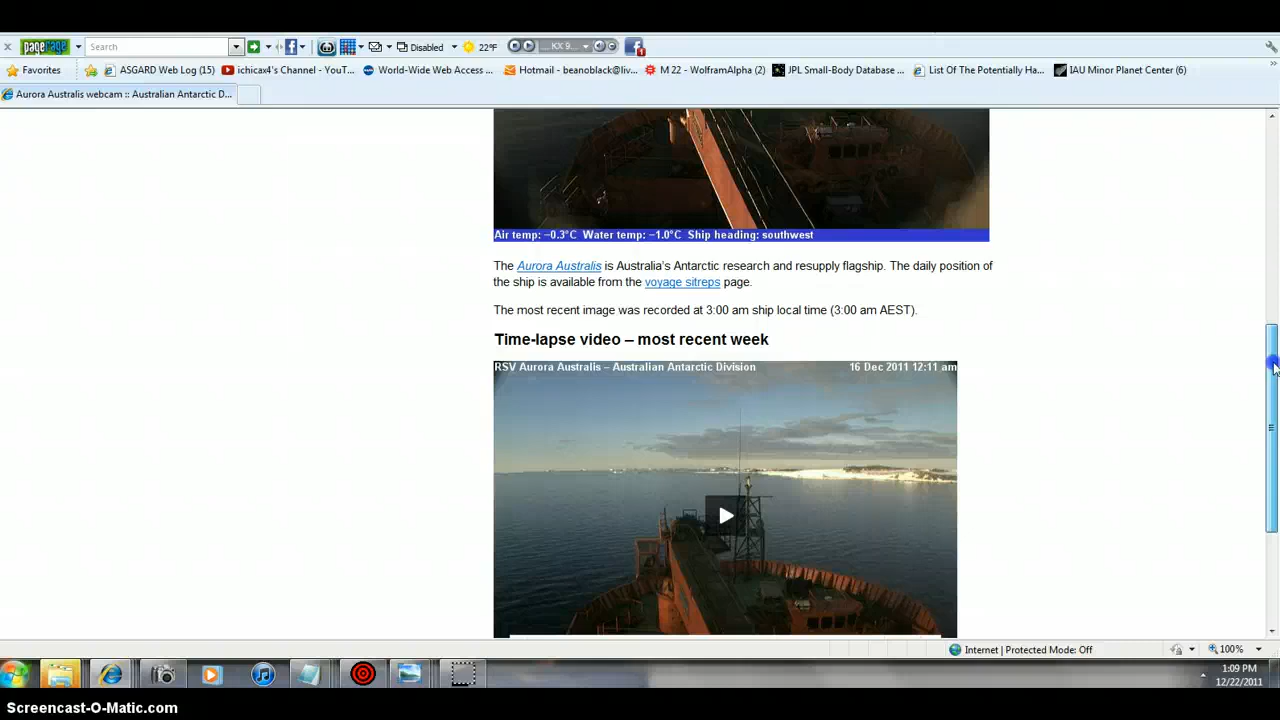 pagerage Search Disabled 22°F KX 9... 1
Favorites ASGARD Web Log (15) ichicax4's Channel - YouT... World-Wide Web Access ... Hotmail - beanoblack@liv... M 22 - WolframAlpha (2) JPL Small-Body Database ... List Of The Potentially Ha... IAU Minor Planet Center (6)
Aurora Australis webcam :: Australian Antarctic D...
Air temp: −0.3°C Water temp: −1.0°C Ship heading: southwest
The Aurora Australis is Australia's Antarctic research and resupply flagship. The daily position of
the ship is available from the voyage sitreps page.
The most recent image was recorded at 3:00 am ship local time (3:00 am AEST).
Time-lapse video – most recent week
RSV Aurora Australis – Australian Antarctic Division 16 Dec 2011 12:11 am
Internet | Protected Mode: Off 100%
1:09 PM
12/22/2011
Screencast-O-Matic.com